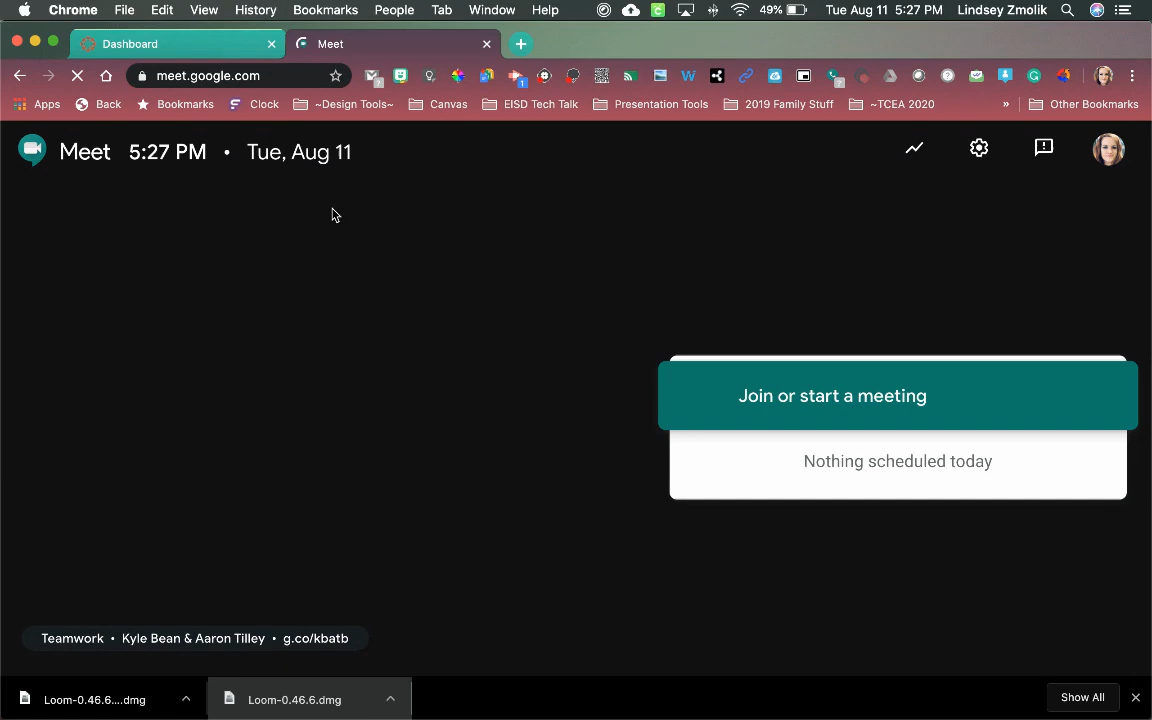 Chrome File Edit View History Bookmarks People Tab Window Help 49% Tue Aug 11 5:27 PM Lindsey Zmolik
Dashboard Meet
meet.google.com
Apps Back Bookmarks Clock ~Design Tools~ Canvas EISD Tech Talk Presentation Tools 2019 Family Stuff ~TCEA 2020 » Other Bookmarks
Meet 5:27 PM • Tue, Aug 11
Join or start a meeting
Nothing scheduled today
Teamwork • Kyle Bean & Aaron Tilley • g.co/kbatb
Loom-0.46.6....dmg Loom-0.46.6.dmg Show All